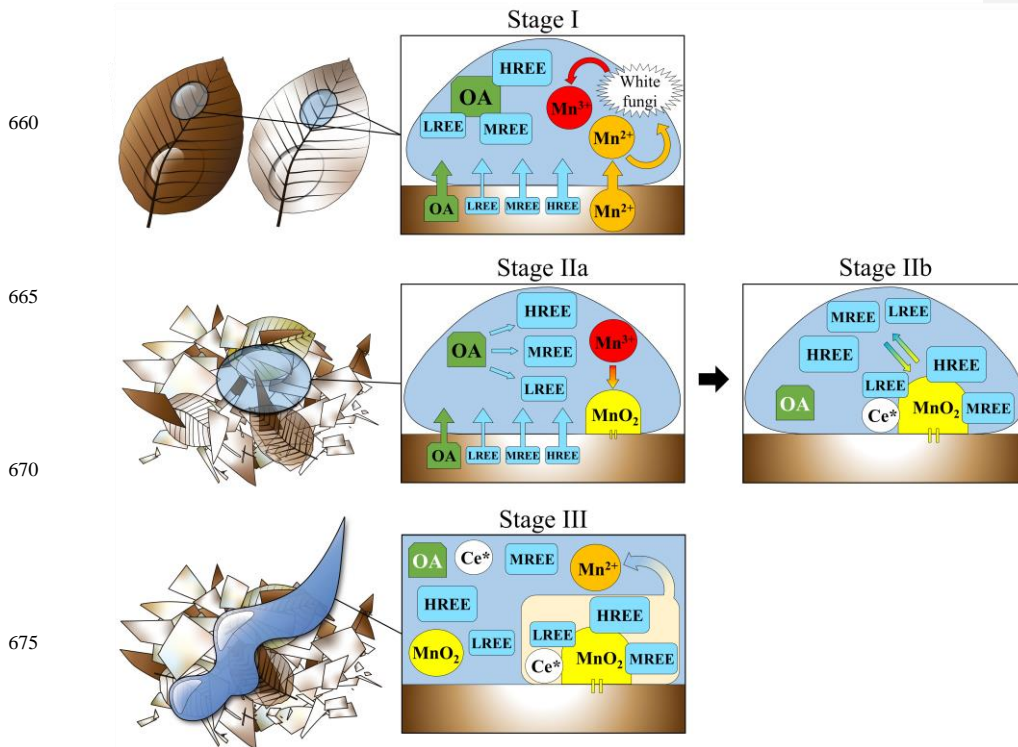 Stage I
660
HREE
OA
LREE
MREE
Mn³⁺
White
fungi
Mn²⁺
OA
LREE
MREE
HREE
Mn²⁺
665
Stage IIa
HREE
OA
MREE
LREE
Mn³⁺
MnO₂
OA
LREE
MREE
HREE
Stage IIb
MREE
LREE
HREE
HREE
LREE
OA
Ce*
MnO₂
MREE
670
Stage III
675
OA
Ce*
MREE
Mn²⁺
HREE
HREE
MnO₂
LREE
LREE
Ce*
MnO₂
MREE